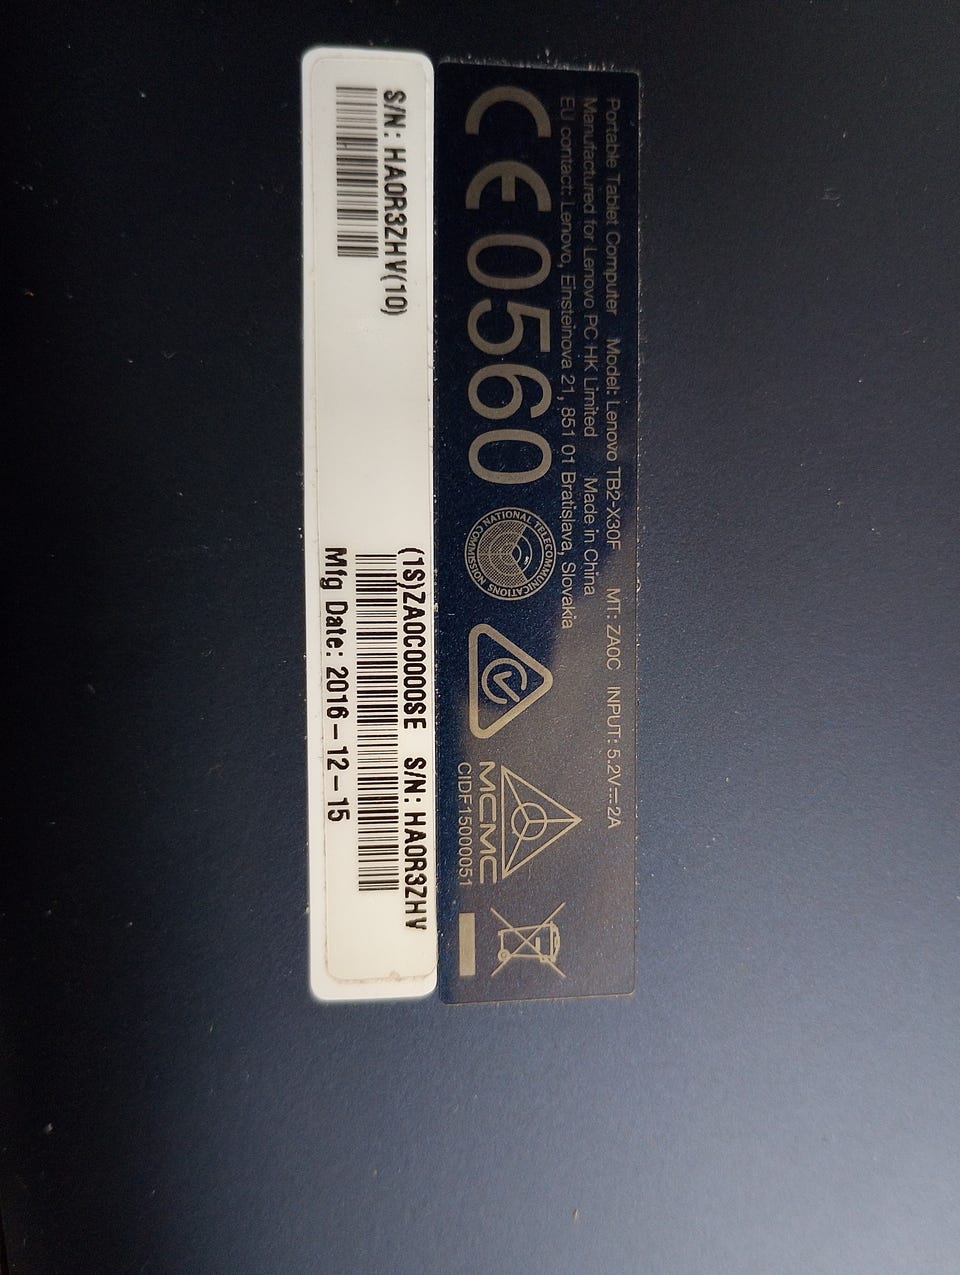 Portable Tablet Computer Model: Lenovo TB2-X30F MT: ZA0C INPUT: 5.2V⎓2A
Manufactured for Lenovo PC HK Limited Made in China
EU contact: Lenovo, Einsteinova 21, 851 01 Bratislava, Slovakia
CE0560
NATIONAL TELECOMMUNICATIONS COMMISSION
MCMC
CIDF15000051
S/N: HA0R3ZHV(10)
(1S)ZA0C0000SE S/N: HA0R3ZHV
Mfg Date: 2016-12-15